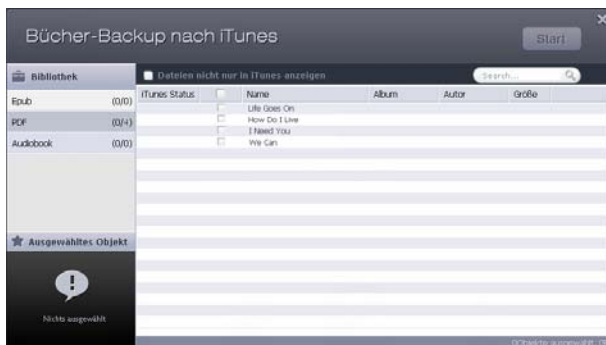 Bücher-Backup nach iTunes
Start
Bibliothek
Dateien nicht nur in iTunes anzeigen
Search...
Epub (0/0)
PDF (0/4)
Audiobook (0/0)
iTunes Status Name Album Autor Größe
Life Goes On
How Do I Live
I Need You
We Can
Ausgewähltes Objekt
Nichts ausgewählt
Objekte ausgewählt